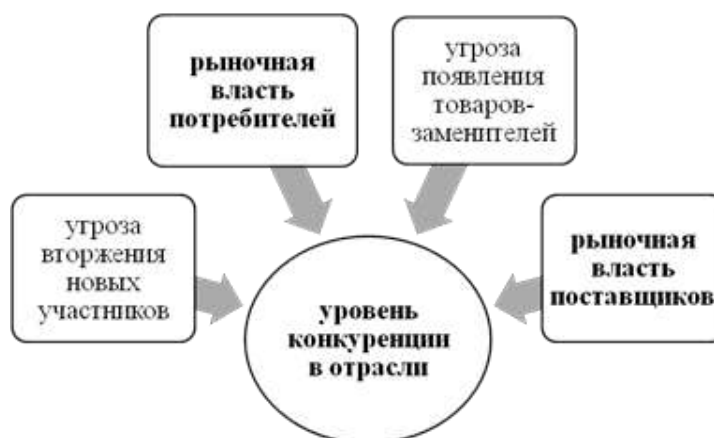 рыночная
власть
потребителей
угроза
появления
товаров-
заменителей
угроза
вторжения
новых
участников
рыночная
власть
поставщиков
уровень
конкуренции
в отрасли